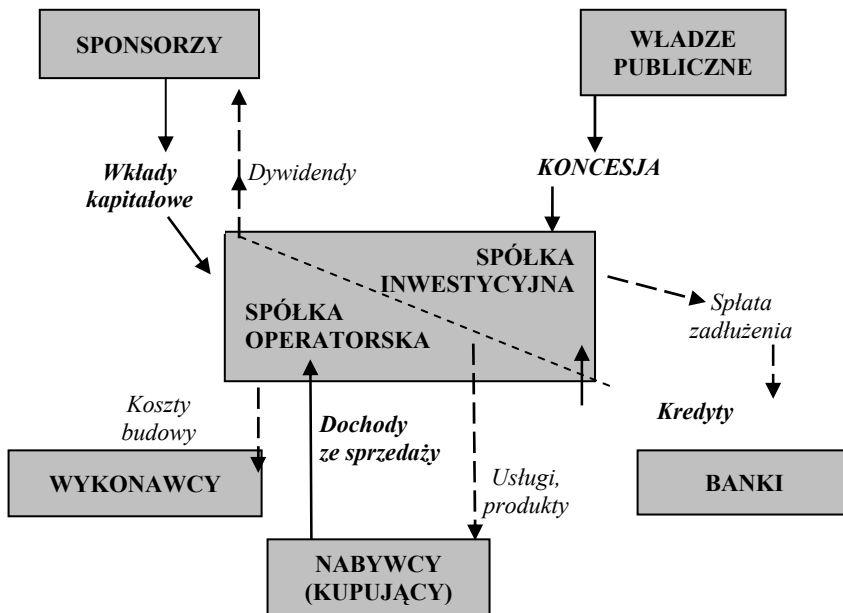 SPONSORZY
WŁADZE
PUBLICZNE
Wkłady
kapitałowe
Dywidendy
KONCESJA
SPÓŁKA
INWESTYCYJNA
SPÓŁKA
OPERATORSKA
Spłata
zadłużenia
Koszty
budowy
Dochody
ze sprzedaży
Kredyty
WYKONAWCY
Usługi,
produkty
BANKI
NABYWCY
(KUPUJĄCY)